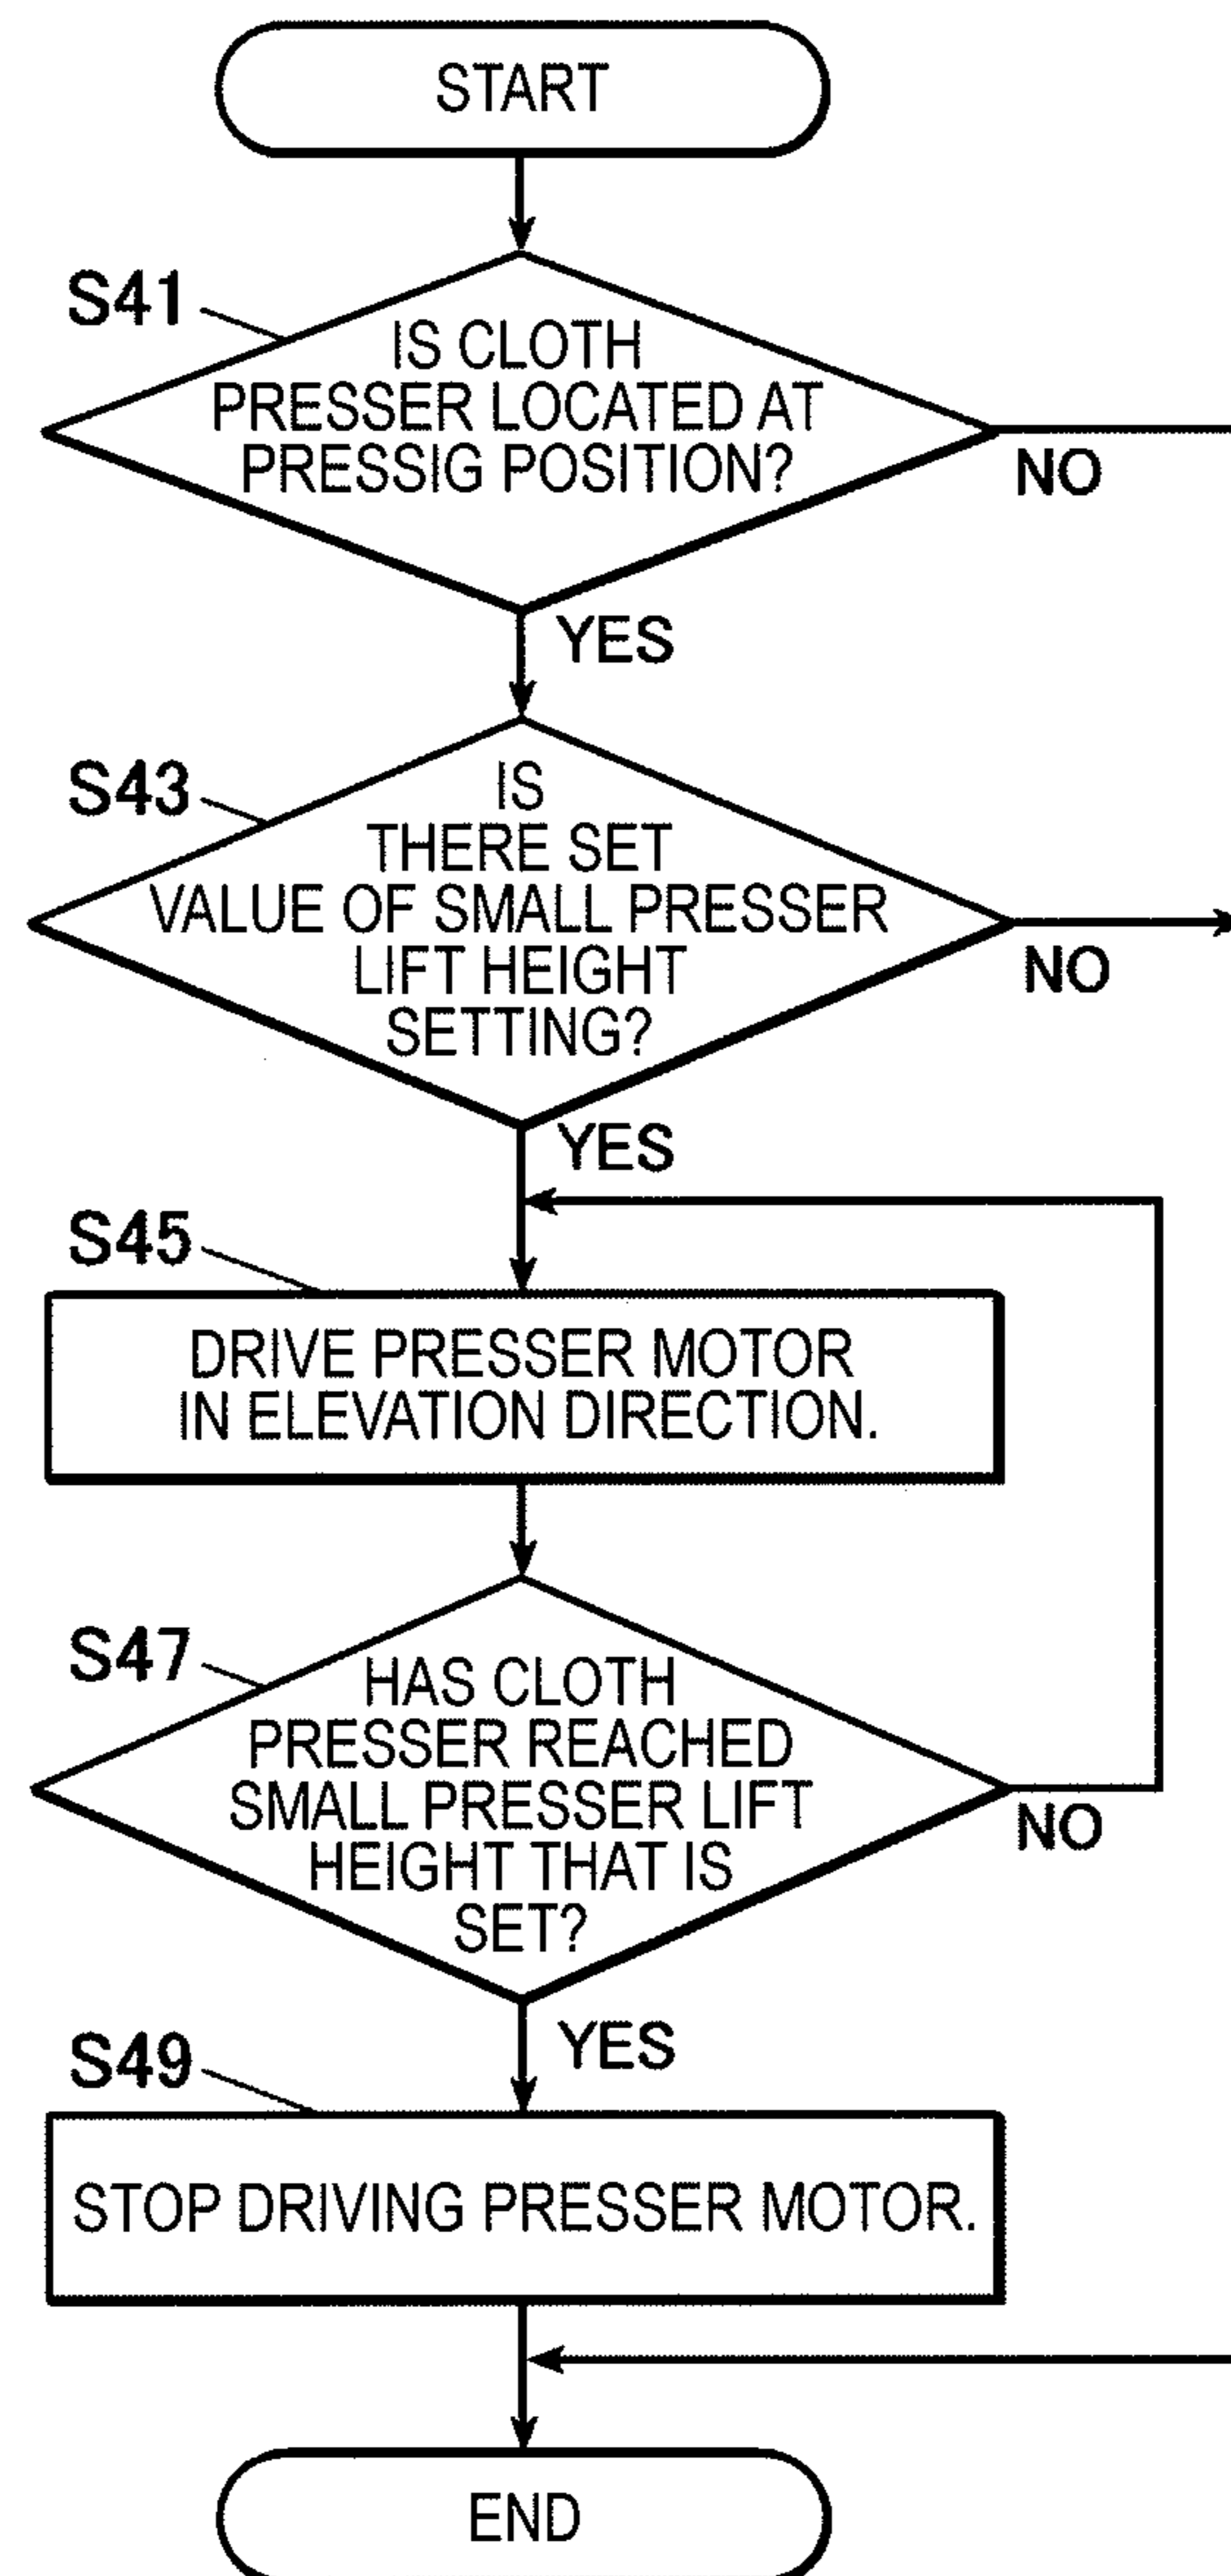 START
S41
IS CLOTH
PRESSER LOCATED AT
PRESSIG POSITION?
NO
YES
S43
IS
THERE SET
VALUE OF SMALL PRESSER
LIFT HEIGHT
SETTING?
NO
YES
S45
DRIVE PRESSER MOTOR
IN ELEVATION DIRECTION.
S47
HAS CLOTH
PRESSER REACHED
SMALL PRESSER LIFT
HEIGHT THAT IS
SET?
NO
YES
S49
STOP DRIVING PRESSER MOTOR.
END